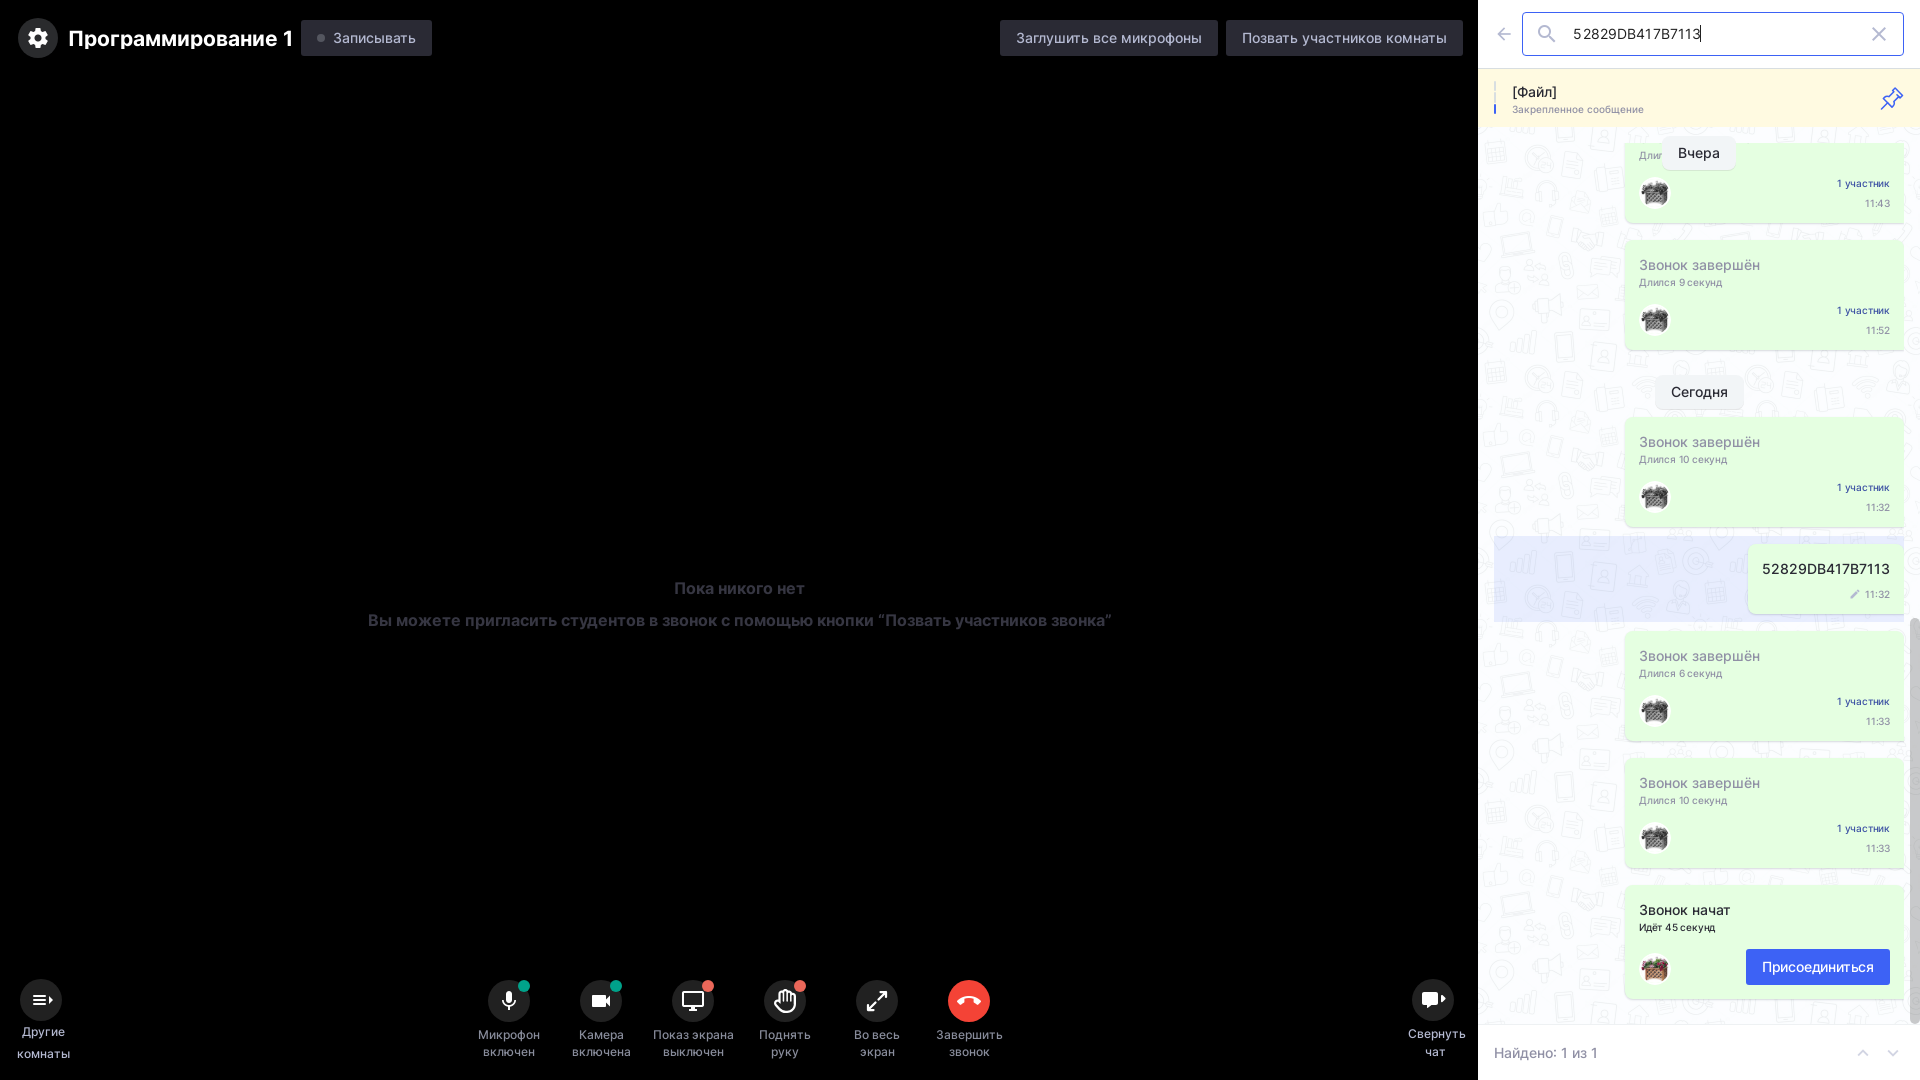 Программирование 1
Записывать
Заглушить все микрофоны
Позвать участников комнаты
Пока никого нет
Вы можете пригласить студентов в звонок с помощью кнопки “Позвать участников звонка”
Другие
комнаты
Микрофон
включен
Камера
включена
Показ экрана
выключен
Поднять
руку
Во весь
экран
Завершить
звонок
Свернуть
чат
52829DB417B7113
[Файл]
Закрепленное сообщение
Вчера
1 участник
11:43
Звонок завершён
Длился 9 секунд
1 участник
11:52
Сегодня
Звонок завершён
Длился 10 секунд
1 участник
11:32
52829DB417B7113
11:32
Звонок завершён
Длился 6 секунд
1 участник
11:33
Звонок завершён
Длился 10 секунд
1 участник
11:33
Звонок начат
Идёт 45 секунд
Присоединиться
Найдено: 1 из 1